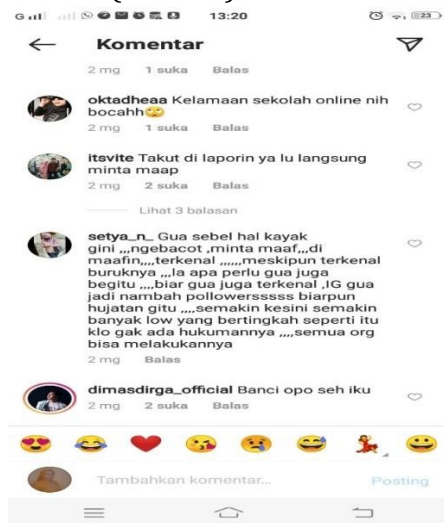 13:20
23
Komentar
2 mg 1 suka Balas
oktadheaa Kelamaan sekolah online nih
bocahh🙄
2 mg 1 suka Balas
itsvite Takut di laporin ya lu langsung
minta maap
2 mg 2 suka Balas
Lihat 3 balasan
setya_n_ Gua sebel hal kayak
gini ,,,ngebacot ,minta maaf,,,di
maafin,,,,terkenal ,,,,,,meskipun terkenal
buruknya ,,,la apa perlu gua juga
begitu ,,,,biar gua juga terkenal ,IG gua
jadi nambah pollowersssss biarpun
hujatan gitu ,,,,semakin kesini semakin
banyak low yang bertingkah seperti itu
klo gak ada hukumannya ,,,,semua org
bisa melakukannya
2 mg Balas
dimasdirga_official Banci opo seh iku
2 mg 2 suka Balas
Tambahkan komentar... Posting